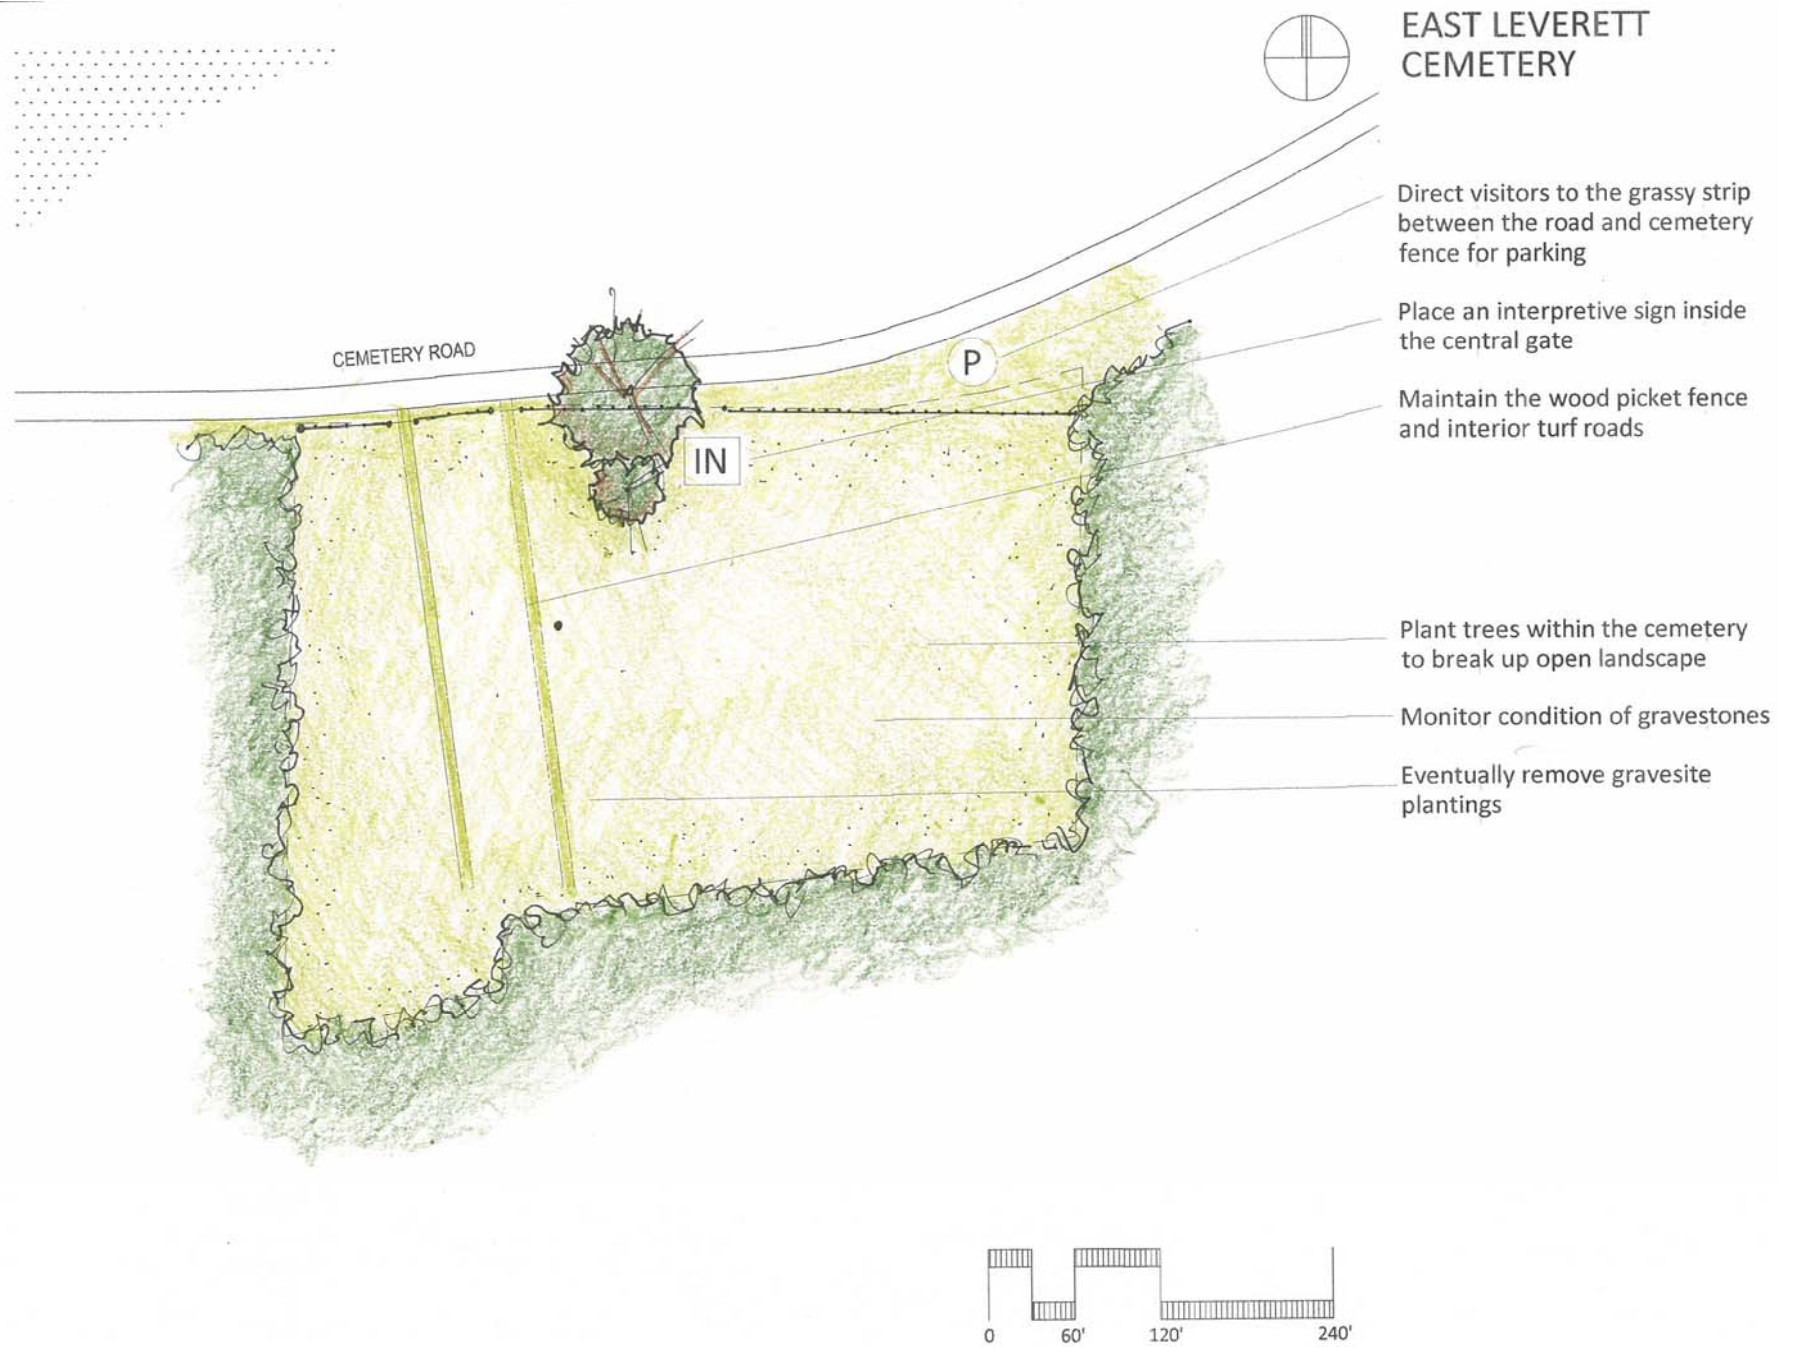 EAST LEVERETT
CEMETERY
Direct visitors to the grassy strip
between the road and cemetery
fence for parking
Place an interpretive sign inside
the central gate
CEMETERY ROAD
P
Maintain the wood picket fence
and interior turf roads
IN
Plant trees within the cemetery
to break up open landscape
Monitor condition of gravestones
Eventually remove gravesite
plantings
0 60' 120' 240'